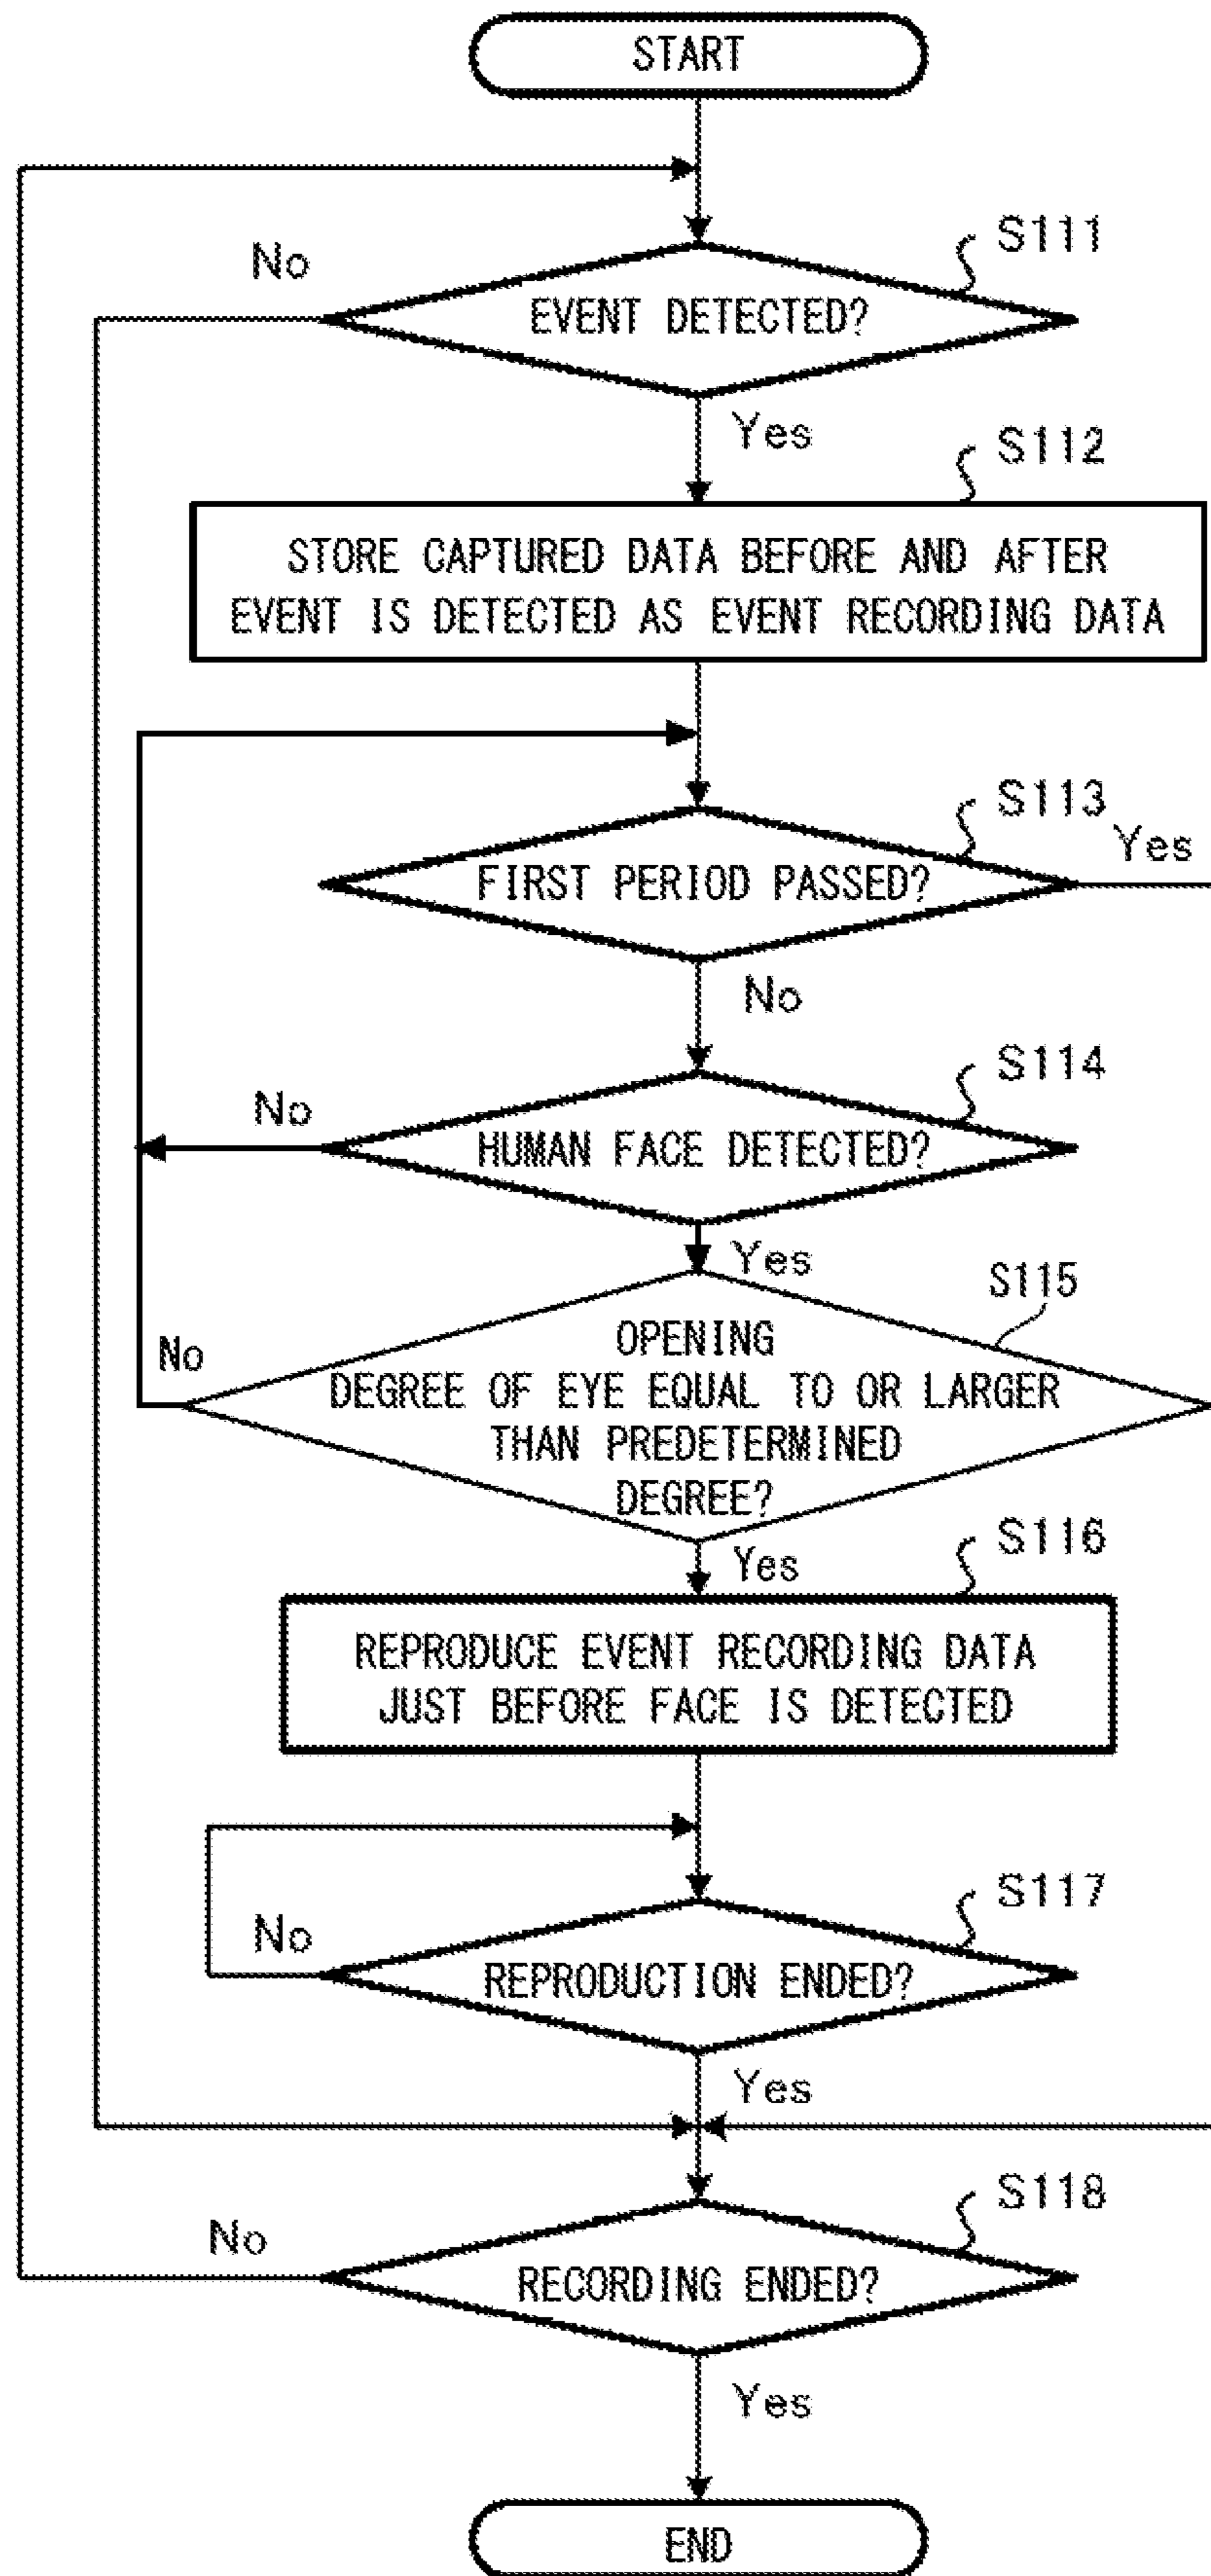 START
S111
No
EVENT DETECTED?
Yes
S112
STORE CAPTURED DATA BEFORE AND AFTER
EVENT IS DETECTED AS EVENT RECORDING DATA
S113
Yes
FIRST PERIOD PASSED?
No
S114
No
HUMAN FACE DETECTED?
Yes
S115
No
OPENING
DEGREE OF EYE EQUAL TO OR LARGER
THAN PREDETERMINED
DEGREE?
S116
Yes
REPRODUCE EVENT RECORDING DATA
JUST BEFORE FACE IS DETECTED
S117
No
REPRODUCTION ENDED?
Yes
S118
No
RECORDING ENDED?
Yes
END